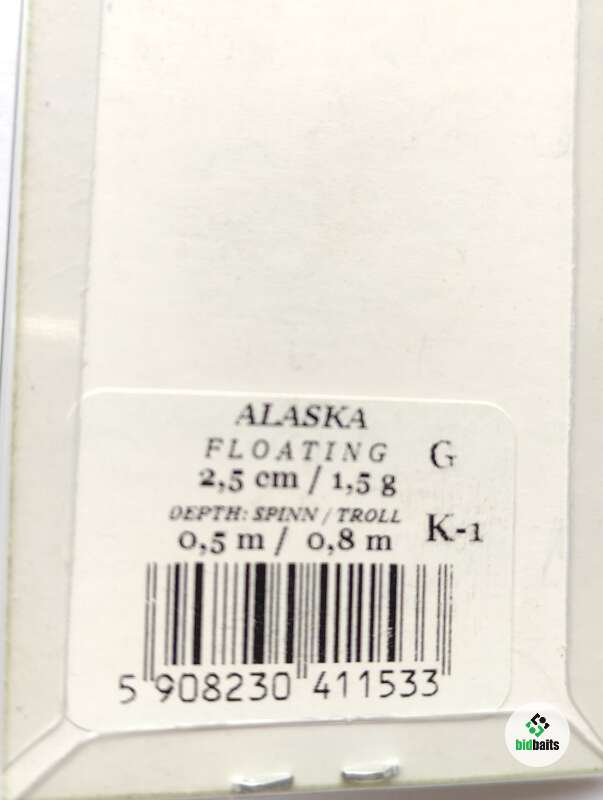 ALASKA
FLOATING G
2,5 cm / 1,5 g
DEPTH: SPINN / TROLL
0,5 m / 0,8 m K-1
5 908230 411533
bidbaits